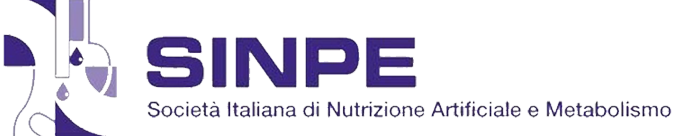 SINPE
Società Italiana di Nutrizione Artificiale e Metabolismo